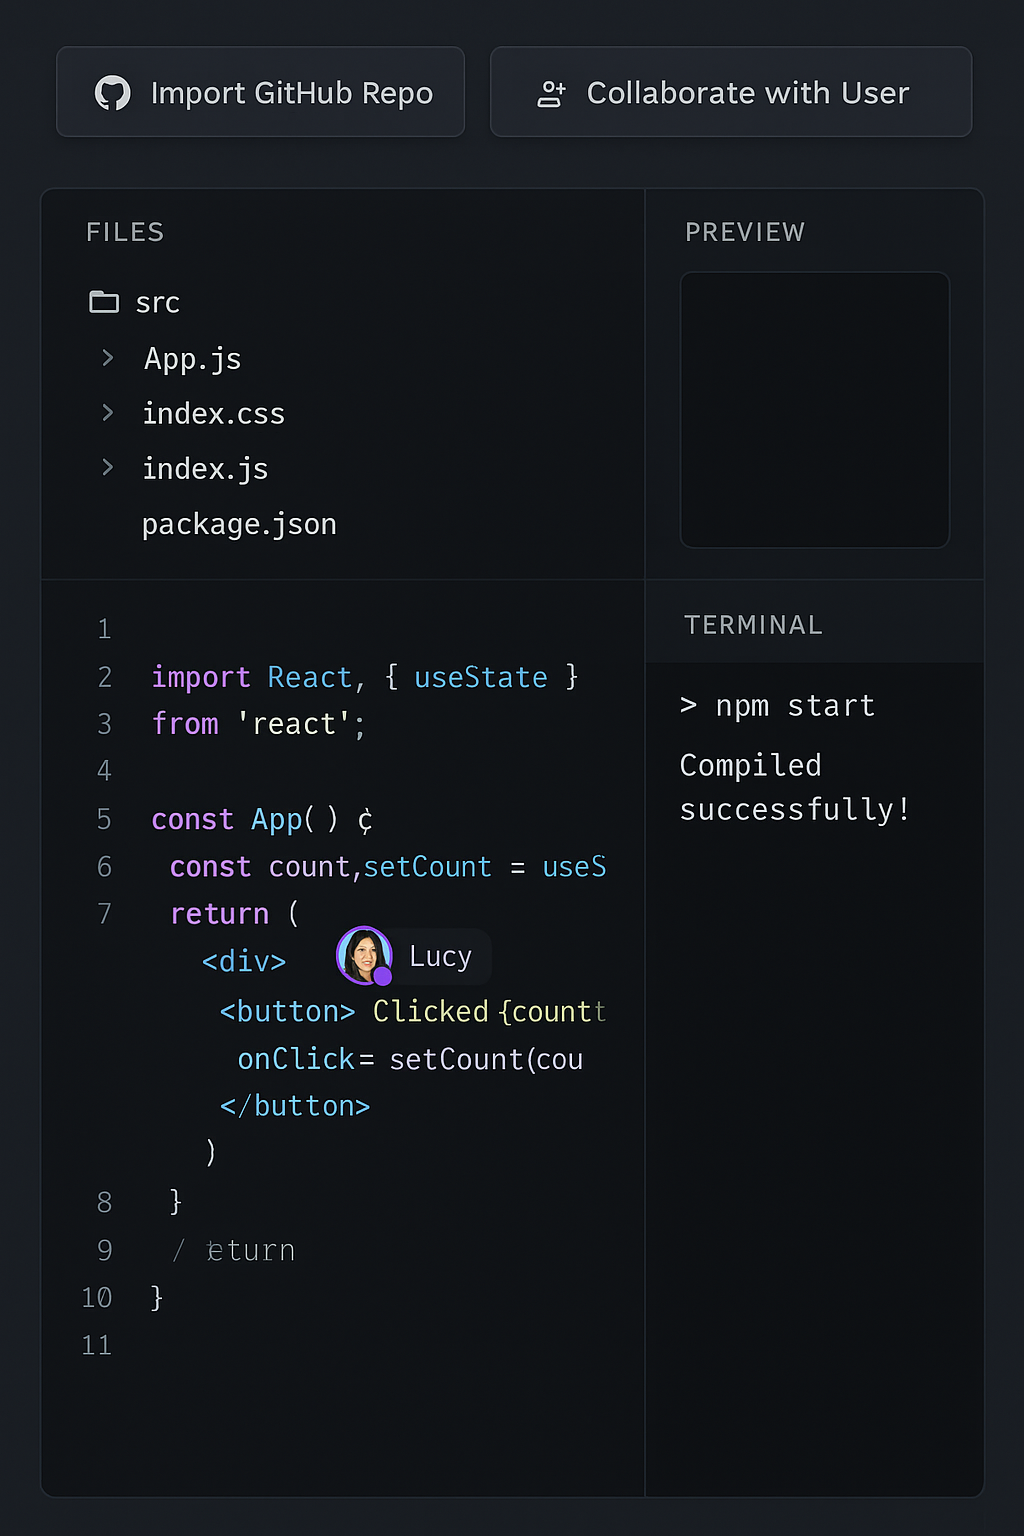 Import GitHub Repo
Collaborate with User
FILES
src
App.js
index.css
index.js
package.json
PREVIEW
1
2 import React, { useState }
3 from 'react';
4
5 const App( ) ¢
6 const count,setCount = useS
7 return (
<div>
Lucy
<button> Clicked {countt
onClick= setCount(cou
</button>
)
8 }
9 / eturn
10 }
11
TERMINAL
> npm start
Compiled
successfully!